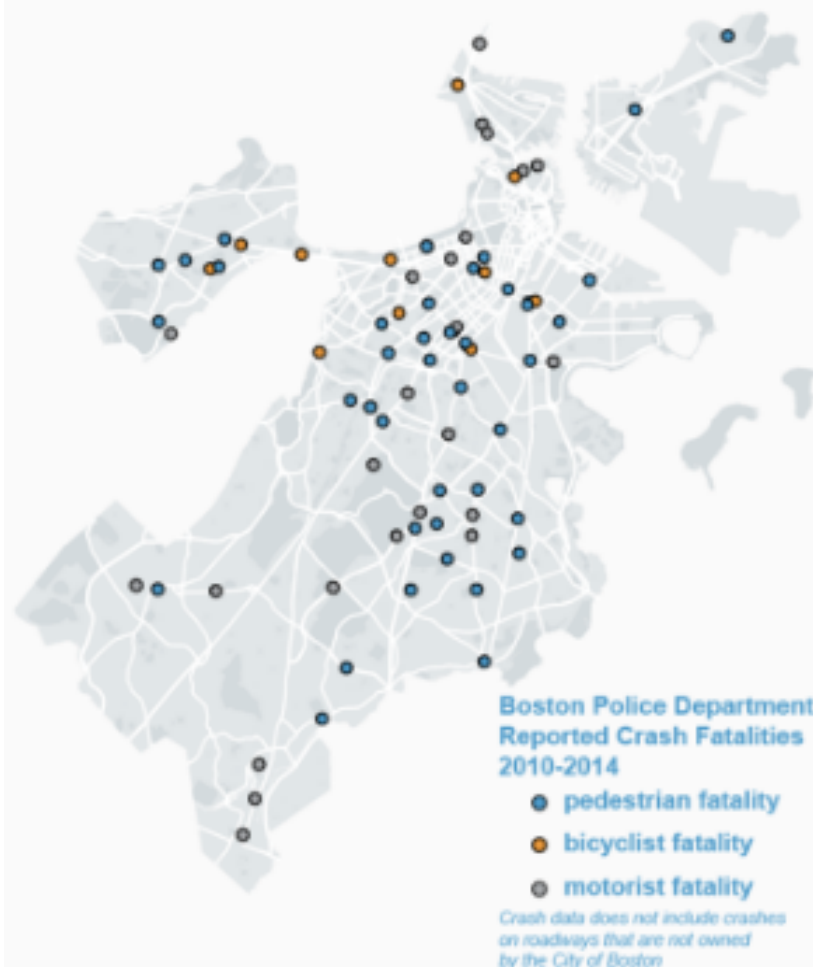 Boston Police Department
Reported Crash Fatalities
2010-2014
pedestrian fatality
bicyclist fatality
motorist fatality
Crash data does not include crashes
on roadways that are not owned
by the City of Boston